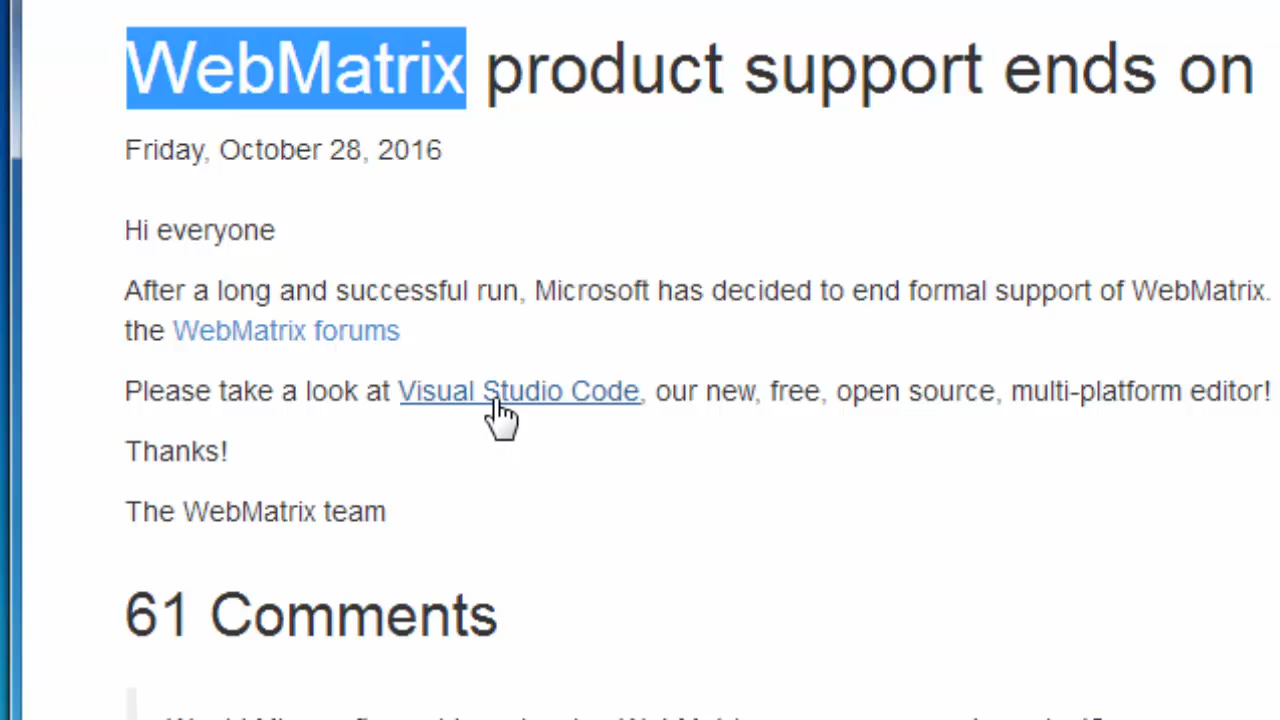 WebMatrix product support ends on
Friday, October 28, 2016
Hi everyone
After a long and successful run, Microsoft has decided to end formal support of WebMatrix.
the WebMatrix forums
Please take a look at Visual Studio Code, our new, free, open source, multi-platform editor!
Thanks!
The WebMatrix team
61 Comments